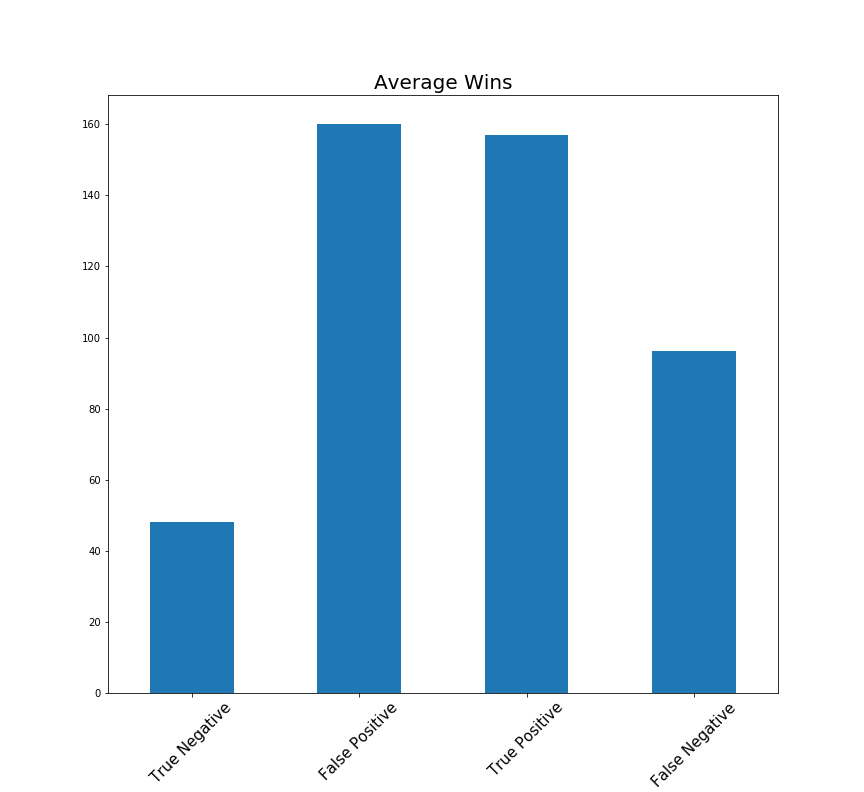 Average Wins
160
140
120
100
80
60
40
20
0
True Negative
False Positive
True Positive
False Negative